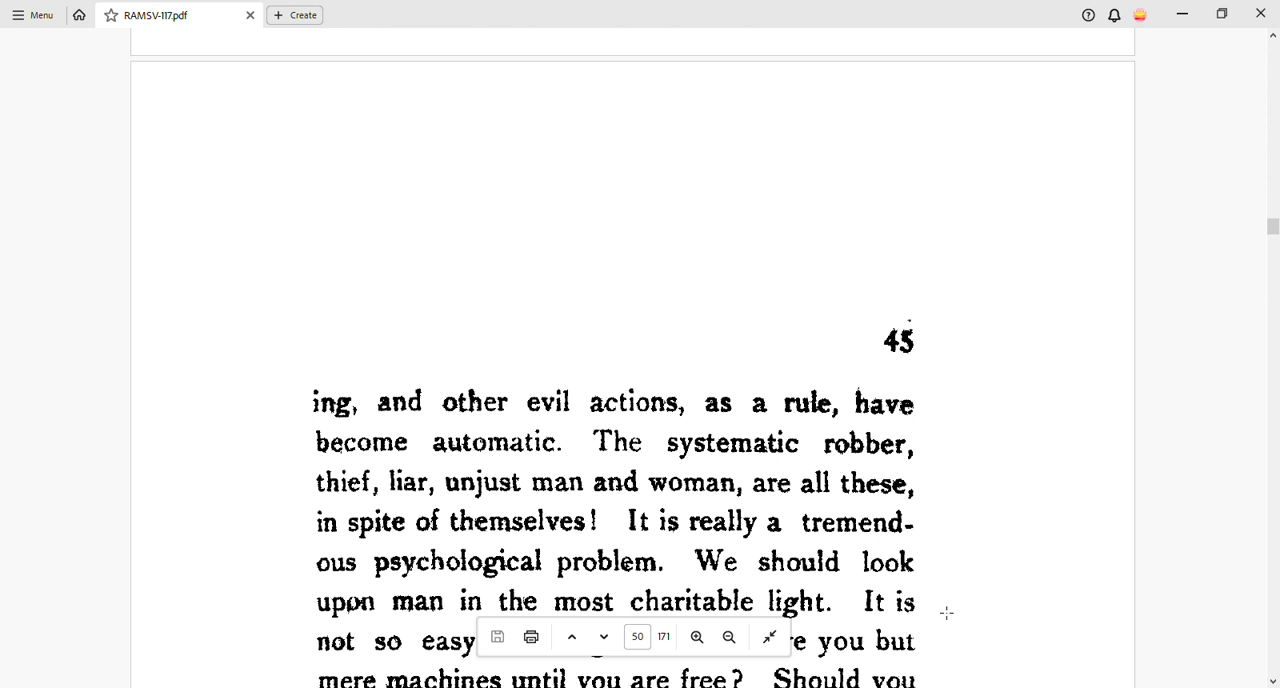 Menu
RAMSV-117.pdf
+ Create
45
ing, and other evil actions, as a rule, have
become automatic. The systematic robber,
thief, liar, unjust man and woman, are all these,
in spite of themselves! It is really a tremend-
ous psychological problem. We should look
upon man in the most charitable light. It is
not so easy you but
50 171
mere machines until you are free? Should you